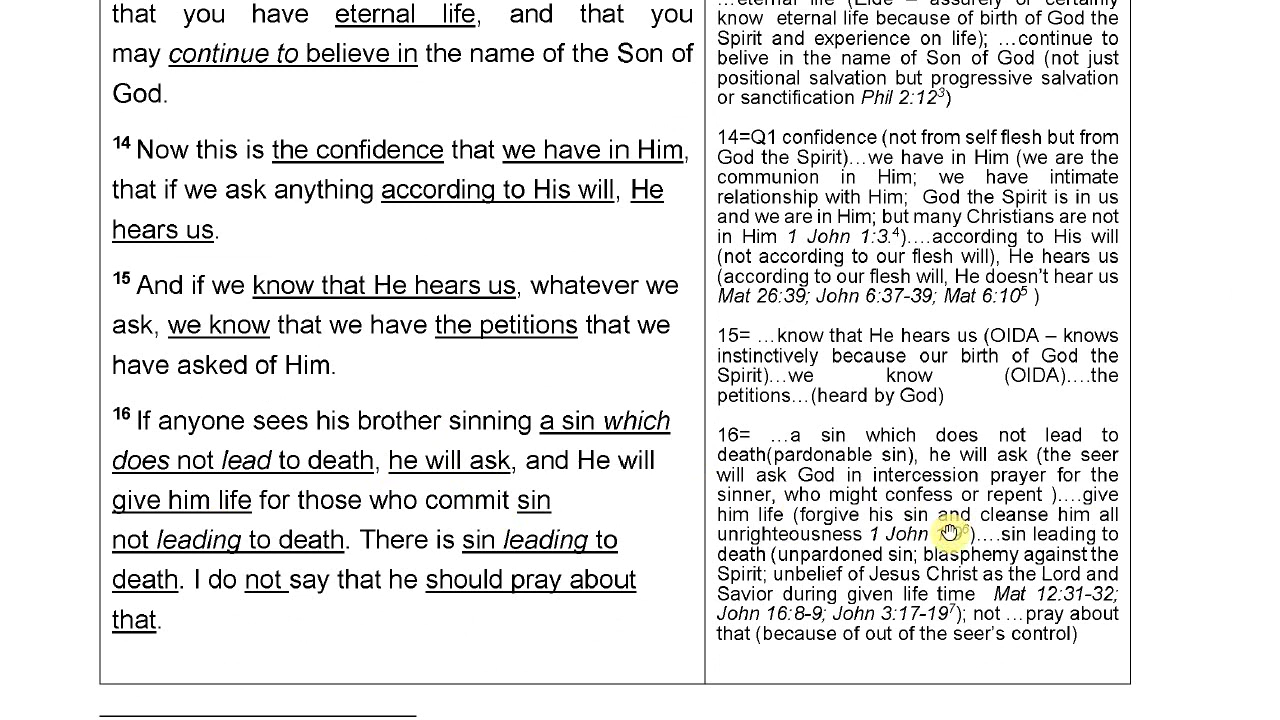 that you have eternal life, and that you
may continue to believe in the name of the Son of
God.
14 Now this is the confidence that we have in Him,
that if we ask anything according to His will, He
hears us.
15 And if we know that He hears us, whatever we
ask, we know that we have the petitions that we
have asked of Him.
16 If anyone sees his brother sinning a sin which
does not lead to death, he will ask, and He will
give him life for those who commit sin
not leading to death. There is sin leading to
death. I do not say that he should pray about
that.
know eternal life because of birth of God the
Spirit and experience on life); …continue to
belive in the name of Son of God (not just
positional salvation but progressive salvation
or sanctification Phil 2:123)
14=Q1 confidence (not from self flesh but from
God the Spirit)…we have in Him (we are the
communion in Him; we have intimate
relationship with Him; God the Spirit is in us
and we are in Him; but many Christians are not
in Him 1 John 1:3.4)….according to His will
(not according to our flesh will), He hears us
(according to our flesh will, He doesn't hear us
Mat 26:39; John 6:37-39; Mat 6:105 )
15= …know that He hears us (OIDA – knows
instinctively because our birth of God the
Spirit)…we know (OIDA)….the
petitions…(heard by God)
16= …a sin which does not lead to
death(pardonable sin), he will ask (the seer
will ask God in intercession prayer for the
sinner, who might confess or repent )….give
him life (forgive his sin and cleanse him all
unrighteousness 1 John )….sin leading to
death (unpardoned sin; blasphemy against the
Spirit; unbelief of Jesus Christ as the Lord and
Savior during given life time Mat 12:31-32;
John 16:8-9; John 3:17-197); not …pray about
that (because of out of the seer's control)